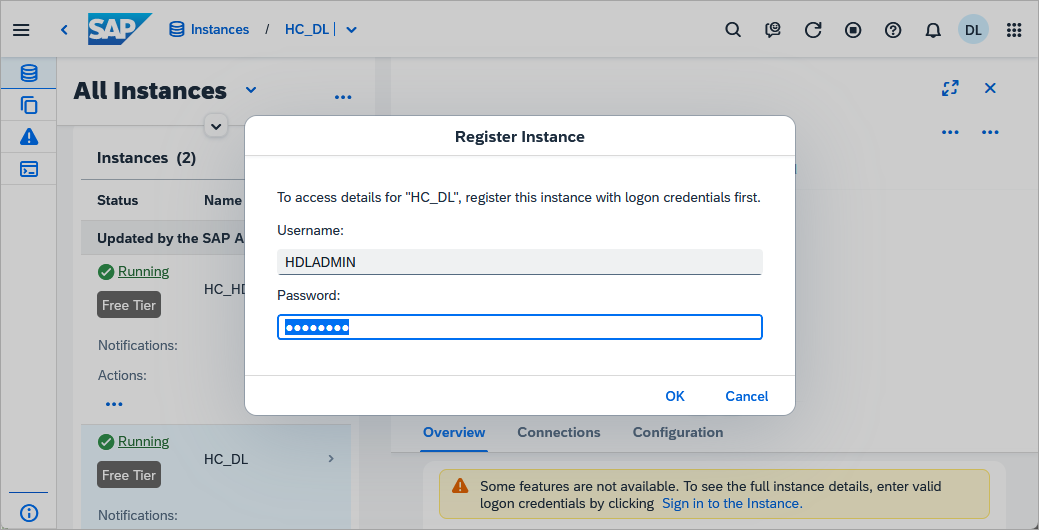 SAP
Instances / HC_DL |
DL
All Instances
Instances (2)
Status Name
Updated by the SAP A
Running
HC_HD
Free Tier
Notifications:
Actions:
Running
HC_DL
Free Tier
Notifications:
Register Instance
To access details for "HC_DL", register this instance with logon credentials first.
Username:
HDLADMIN
Password:
●●●●●●●●
OK Cancel
Overview Connections Configuration
Some features are not available. To see the full instance details, enter valid
logon credentials by clicking Sign in to the Instance.